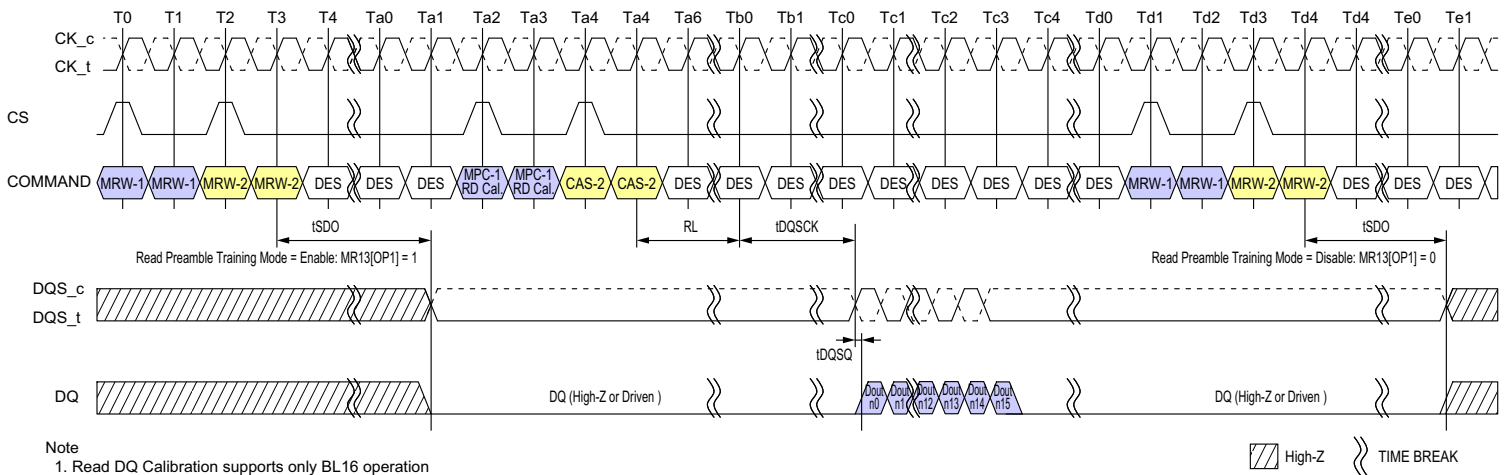 T0 T1 T2 T3 T4 Ta0 Ta1 Ta2 Ta3 Ta4 Ta4 Ta6 Tb0 Tb1 Tc0 Tc1 Tc2 Tc3 Tc4 Td0 Td1 Td2 Td3 Td4 Td4 Te0 Te1
CK_c
CK_t
CS
COMMAND MRW-1 MRW-1 MRW-2 MRW-2 DES DES DES MPC-1 RD Cal. MPC-1 RD Cal. CAS-2 CAS-2 DES DES DES DES DES DES DES DES DES MRW-1 MRW-1 MRW-2 MRW-2 DES DES DES
tSDO RL tDQSCK tSDO
Read Preamble Training Mode = Enable: MR13[OP1] = 1 Read Preamble Training Mode = Disable: MR13[OP1] = 0
DQS_c
DQS_t
tDQSQ
DQ DQ (High-Z or Driven ) Dout n0 Dout n1 Dout n12 Dout n13 Dout n14 Dout n15 DQ (High-Z or Driven )
Note
1. Read DQ Calibration supports only BL16 operation
High-Z TIME BREAK